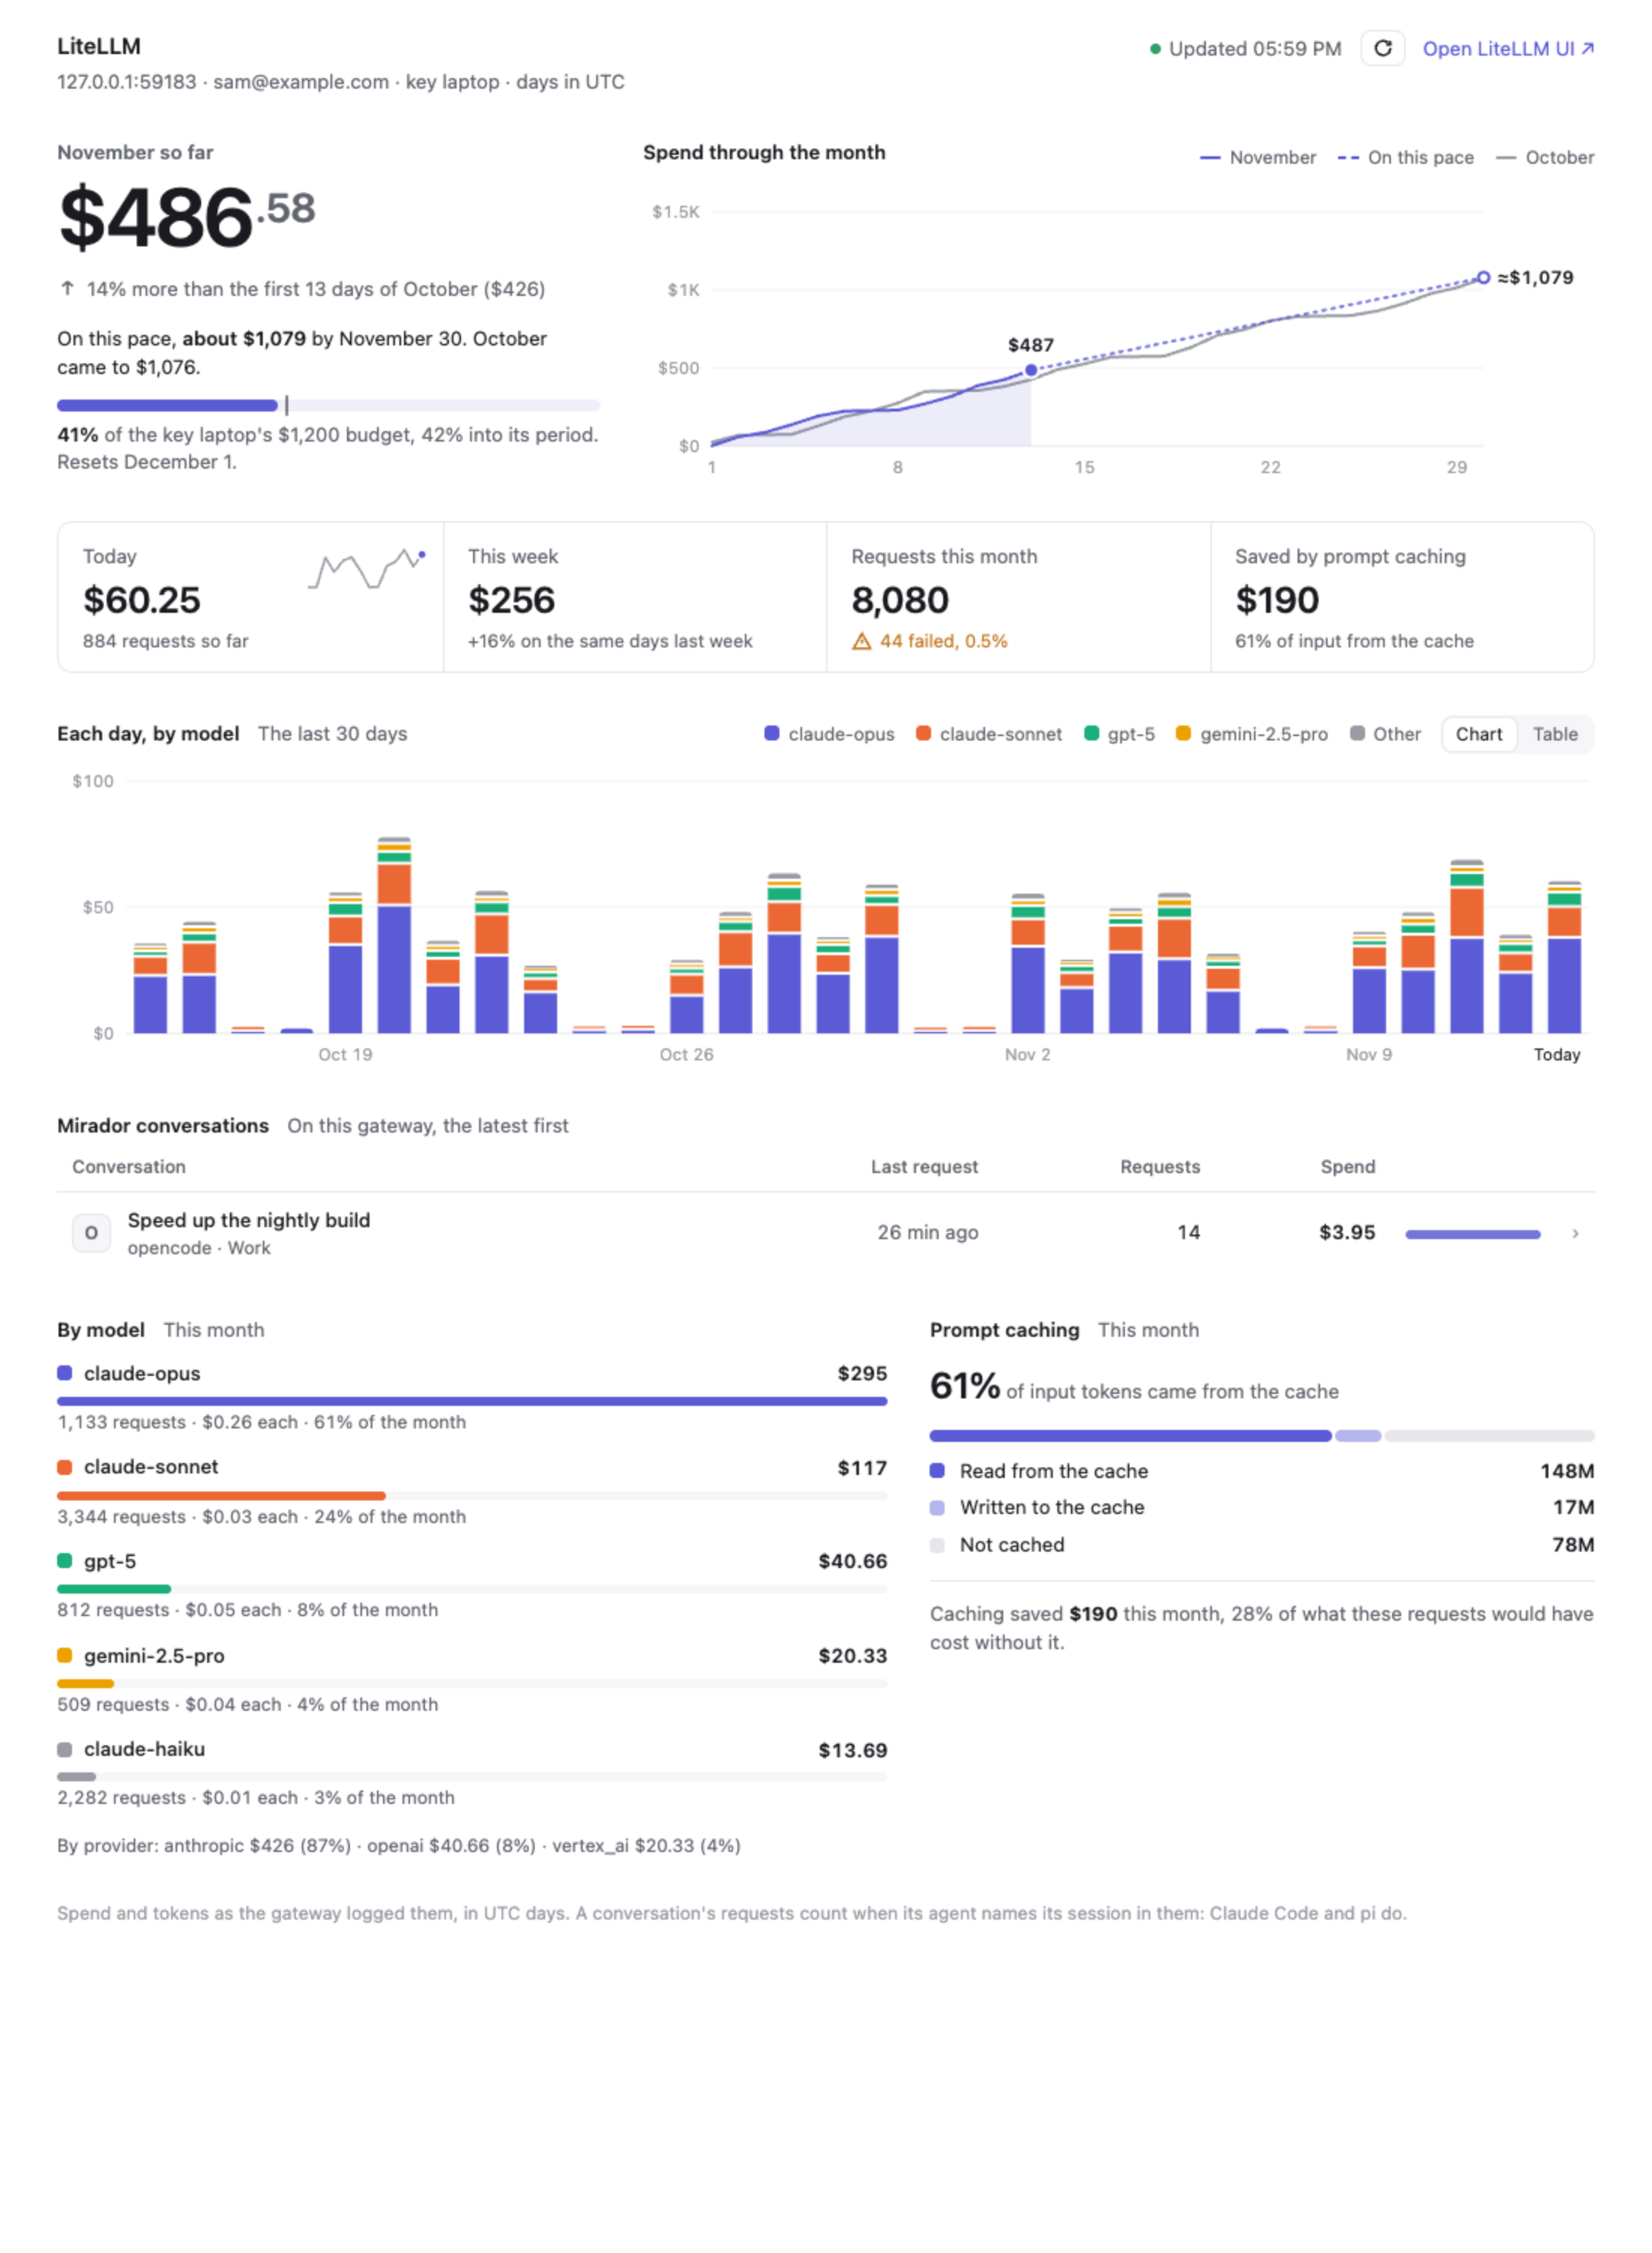 LiteLLM
Updated 05:59 PM
Open LiteLLM UI ↗
127.0.0.1:59183 · sam@example.com · key laptop · days in UTC
November so far
$486.58
↑ 14% more than the first 13 days of October ($426)
On this pace, about $1,079 by November 30. October
came to $1,076.
41% of the key laptop's $1,200 budget, 42% into its period.
Resets December 1.
Spend through the month
November
On this pace
October
$1.5K
$1K
$500
$0
$487
≈$1,079
1 8 15 22 29
Today
$60.25
884 requests so far
This week
$256
+16% on the same days last week
Requests this month
8,080
44 failed, 0.5%
Saved by prompt caching
$190
61% of input from the cache
Each day, by model The last 30 days
claude-opus
claude-sonnet
gpt-5
gemini-2.5-pro
Other
Chart
Table
$100
$50
$0
Oct 19 Oct 26 Nov 2 Nov 9 Today
Mirador conversations On this gateway, the latest first
Conversation Last request Requests Spend
O
Speed up the nightly build
opencode · Work
26 min ago 14 $3.95 ›
By model This month
claude-opus $295
1,133 requests · $0.26 each · 61% of the month
claude-sonnet $117
3,344 requests · $0.03 each · 24% of the month
gpt-5 $40.66
812 requests · $0.05 each · 8% of the month
gemini-2.5-pro $20.33
509 requests · $0.04 each · 4% of the month
claude-haiku $13.69
2,282 requests · $0.01 each · 3% of the month
By provider: anthropic $426 (87%) · openai $40.66 (8%) · vertex_ai $20.33 (4%)
Prompt caching This month
61% of input tokens came from the cache
Read from the cache 148M
Written to the cache 17M
Not cached 78M
Caching saved $190 this month, 28% of what these requests would have
cost without it.
Spend and tokens as the gateway logged them, in UTC days. A conversation's requests count when its agent names its session in them: Claude Code and pi do.